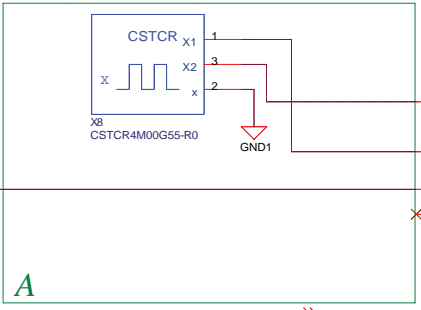 CSTCR X1 1
X2 3
X x 2
X8
CSTCR4M00G55-R0
GND1
A